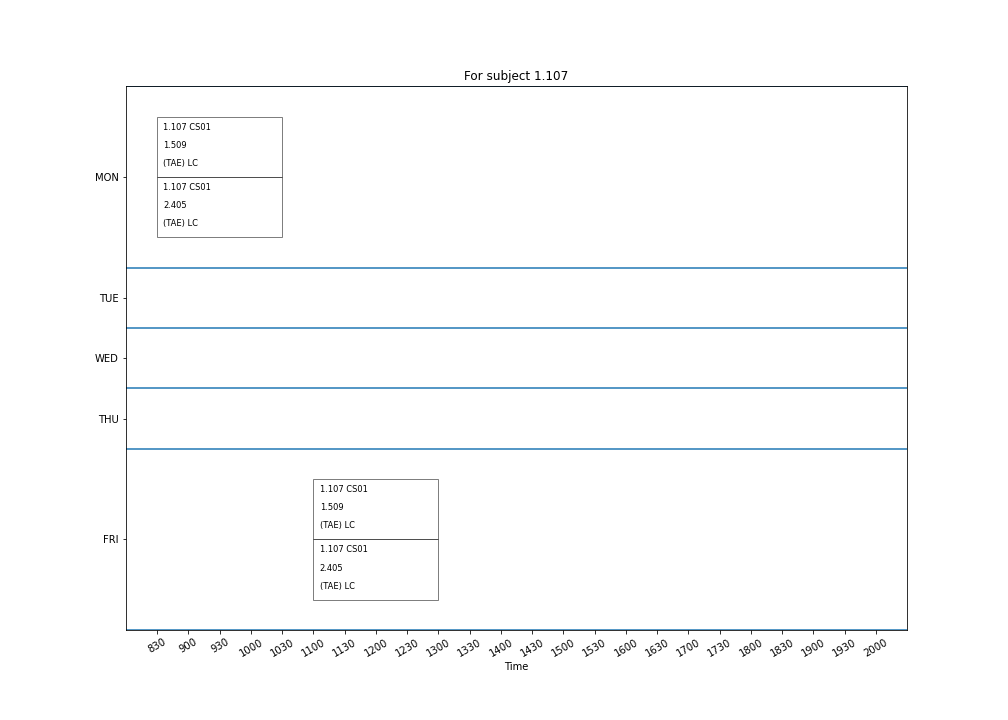 For subject 1.107
MON
1.107 CS01
1.509
(TAE) LC
1.107 CS01
2.405
(TAE) LC
TUE
WED
THU
FRI
1.107 CS01
1.509
(TAE) LC
1.107 CS01
2.405
(TAE) LC
830 900 930 1000 1030 1100 1130 1200 1230 1300 1330 1400 1430 1500 1530 1600 1630 1700 1730 1800 1830 1900 1930 2000
Time